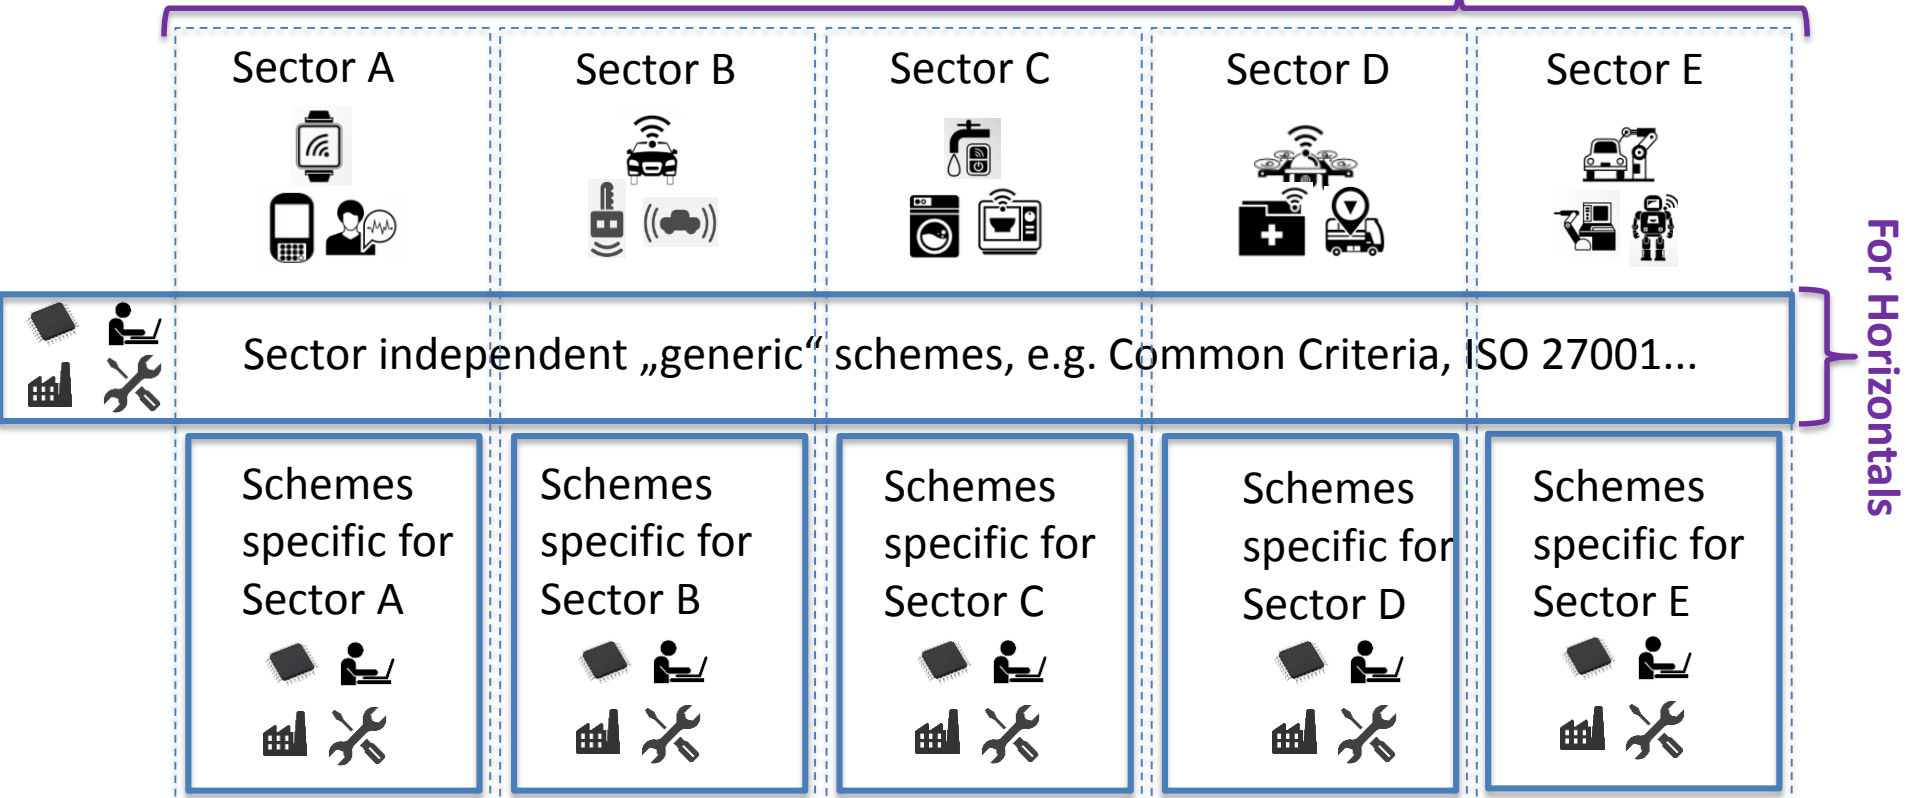 Sector A
Sector B
Sector C
Sector D
Sector E
Sector independent „generic“ schemes, e.g. Common Criteria, ISO 27001...
For Horizontals
Schemes
specific for
Sector A
Schemes
specific for
Sector B
Schemes
specific for
Sector C
Schemes
specific for
Sector D
Schemes
specific for
Sector E